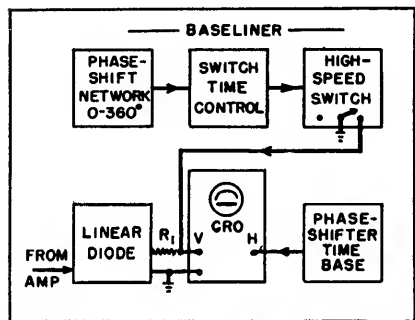 BASELINER
PHASE-
SHIFT
NETWORK
0-360°
SWITCH
TIME
CONTROL
HIGH-
SPEED
SWITCH
LINEAR
DIODE
R1
V
CRO
H
PHASE-
SHIFTER
TIME
BASE
FROM
AMP